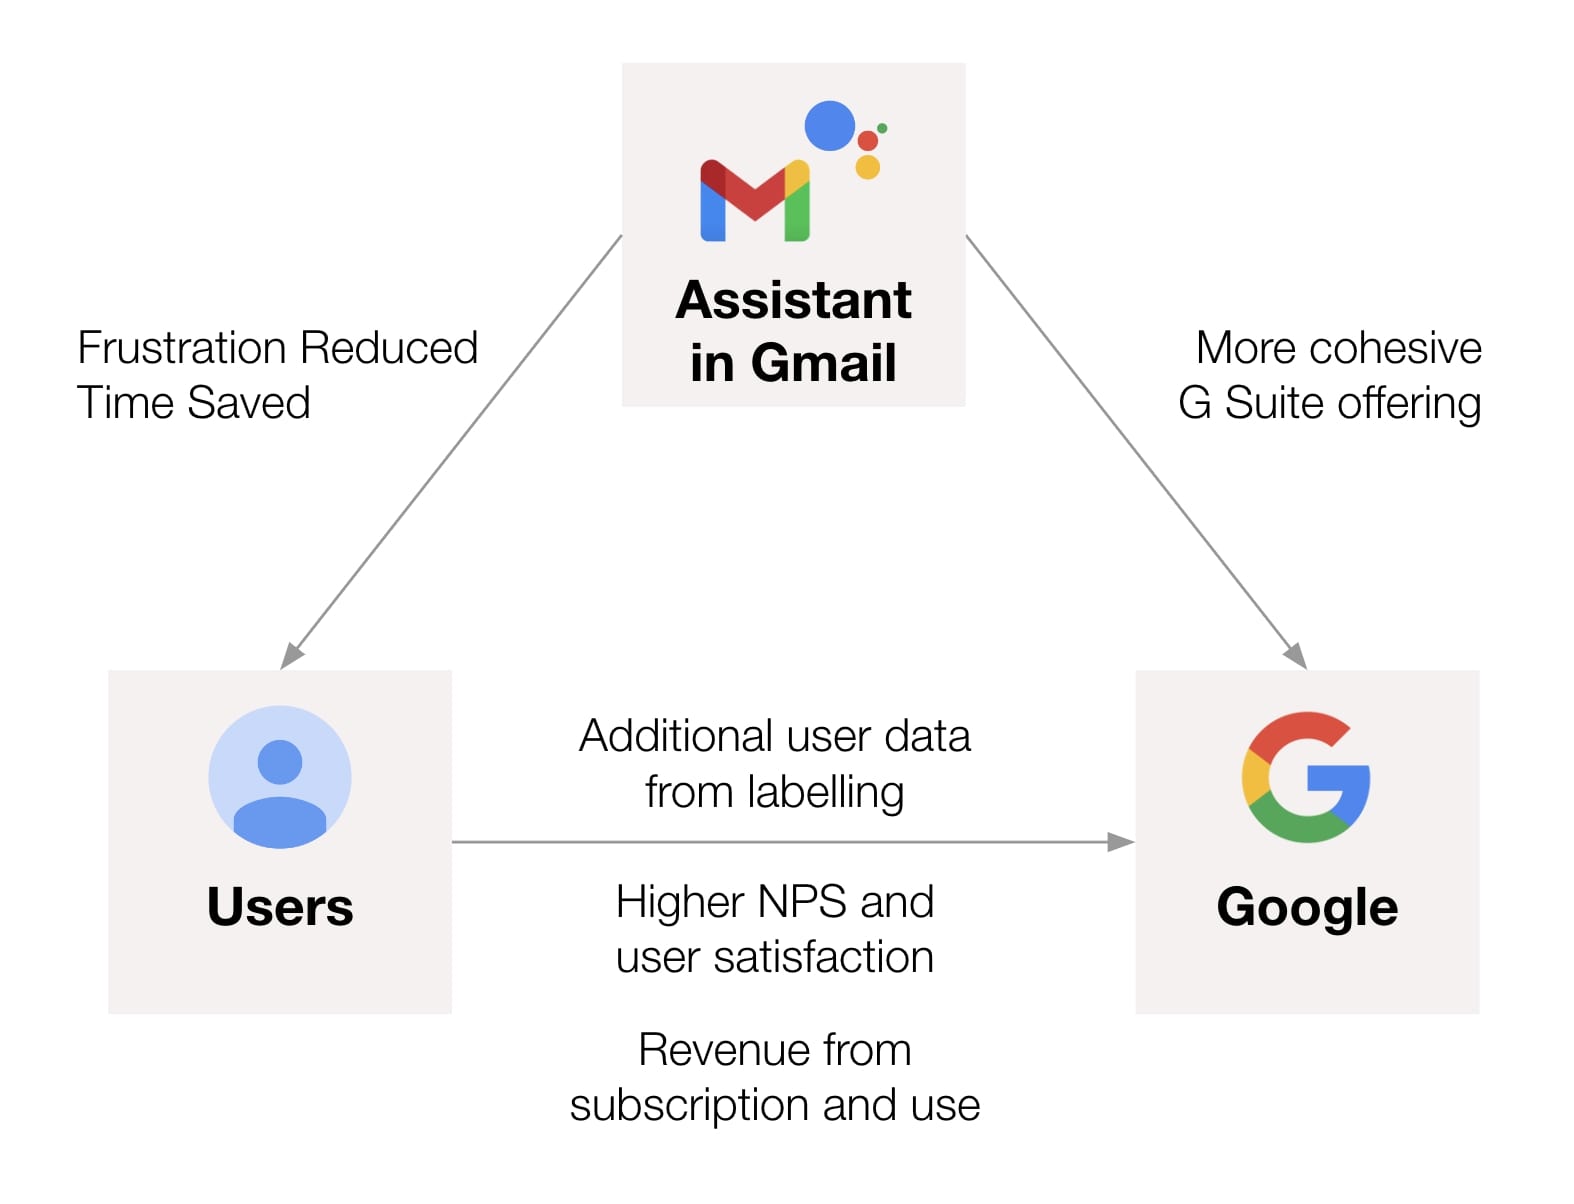 Assistant
in Gmail
Frustration Reduced
Time Saved
More cohesive
G Suite offering
Users
Additional user data
from labelling
Higher NPS and
user satisfaction
Revenue from
subscription and use
Google